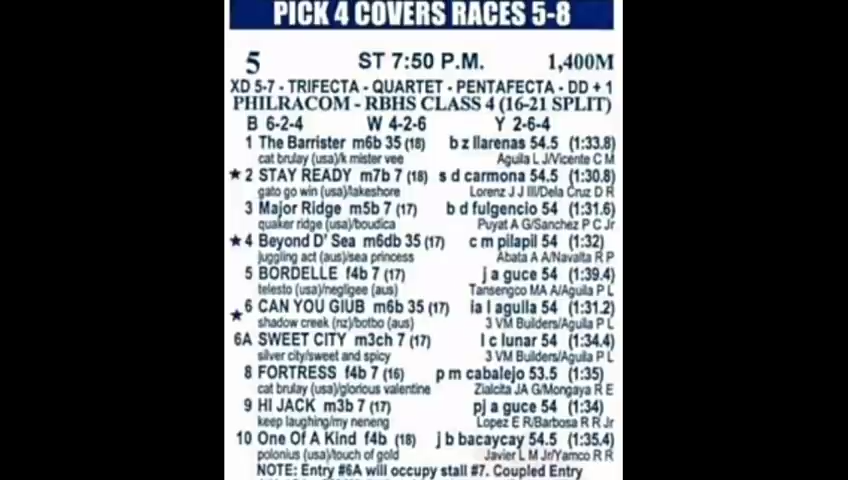 PICK 4 COVERS RACES 5-8
5 ST 7:50 P.M. 1,400M
XD 5-7 - TRIFECTA - QUARTET - PENTAFECTA - DD + 1
PHILRACOM - RBHS CLASS 4 (16-21 SPLIT)
B 6-2-4 W 4-2-6 Y 2-6-4
1 The Barrister m6b 35 (18) b z llarenas 54.5 (1:33.8)
cat brulay (usa)/k mister vee Aguila L J/Vicente C M
★2 STAY READY m7b 7 (18) s d carmona 54.5 (1:30.8)
gato go win (usa)/lakeshore Lorenz J J III/Dela Cruz D R
3 Major Ridge m5b 7 (17) b d fulgencio 54 (1:31.6)
quaker ridge (usa)/boudica Puyat A G/Sanchez P C Jr
★4 Beyond D' Sea m6db 35 (17) c m pilapil 54 (1:32)
juggling act (aus)/sea princess Abata A A/Navalta R P
5 BORDELLE f4b 7 (17) j a guce 54 (1:39.4)
telesto (usa)/negligee (aus) Tansengco MA A/Aguila P L
★6 CAN YOU GIUB m6b 35 (17) ia l aguila 54 (1:31.2)
shadow creek (nz)/botbo (aus) 3 VM Builders/Aguila P L
6A SWEET CITY m3ch 7 (17) l c lunar 54 (1:34.4)
silver city/sweet and spicy 3 VM Builders/Aguila P L
8 FORTRESS f4b 7 (16) p m cabalejo 53.5 (1:35)
cat brulay (usa)/glorious valentine Zialcita JA G/Mongaya R E
9 HI JACK m3b 7 (17) pj a guce 54 (1:34)
keep laughing/my neneng Lopez E R/Barbosa R R Jr
10 One Of A Kind f4b (18) j b bacaycay 54.5 (1:35.4)
polonius (usa)/touch of gold Javier L M Jr/Yamco R R
NOTE: Entry #6A will occupy stall #7. Coupled Entry